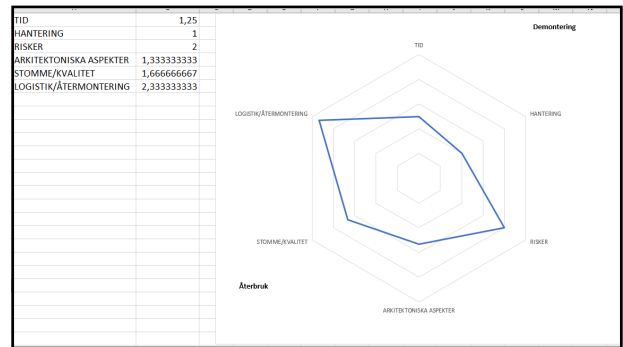 TID 1,25
HANTERING 1
RISKER 2
ARKITEKTONISKA ASPEKTER 1,333333333
STOMME/KVALITET 1,666666667
LOGISTIK/ÅTERMONTERING 2,333333333
Demontering
TID
LOGISTIK/ÅTERMONTERING
HANTERING
STOMME/KVALITET
RISKER
Återbruk
ARKITEKTONISKA ASPEKTER